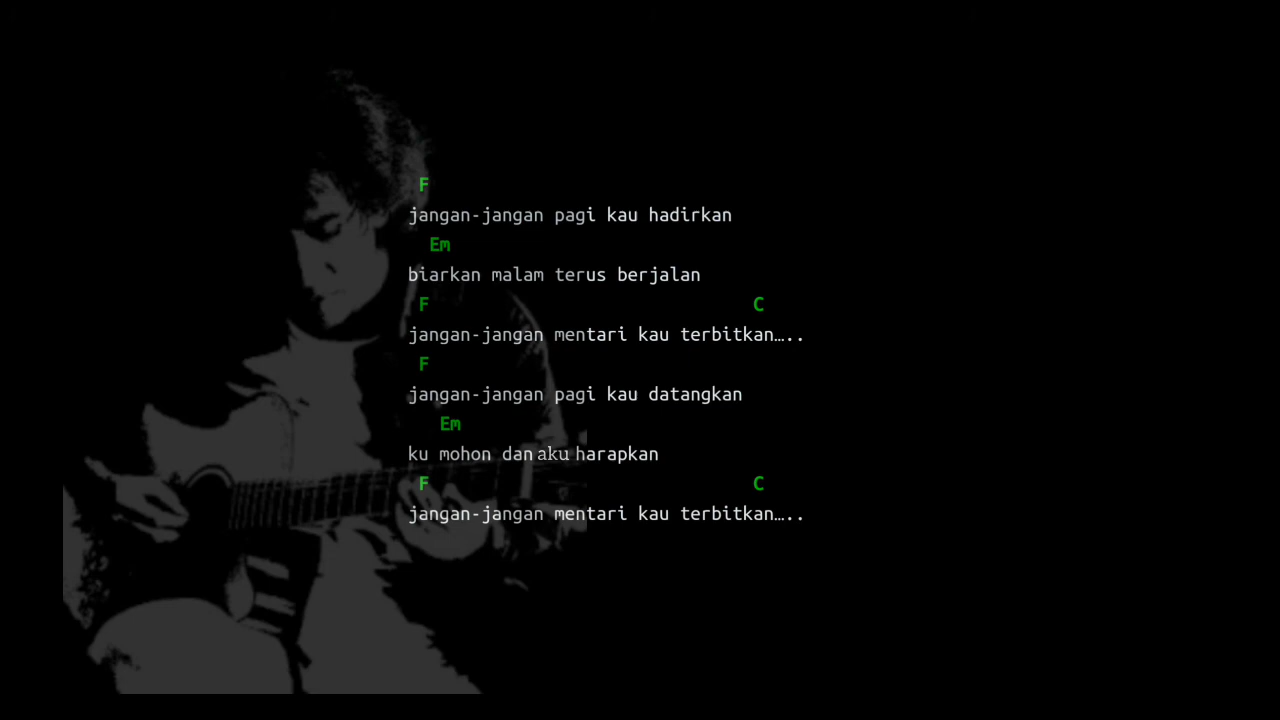 F
jangan-jangan pagi kau hadirkan
Em
biarkan malam terus berjalan
F C
jangan-jangan mentari kau terbitkan…..
F
jangan-jangan pagi kau datangkan
Em
ku mohon dan aku harapkan
F C
jangan-jangan mentari kau terbitkan…..